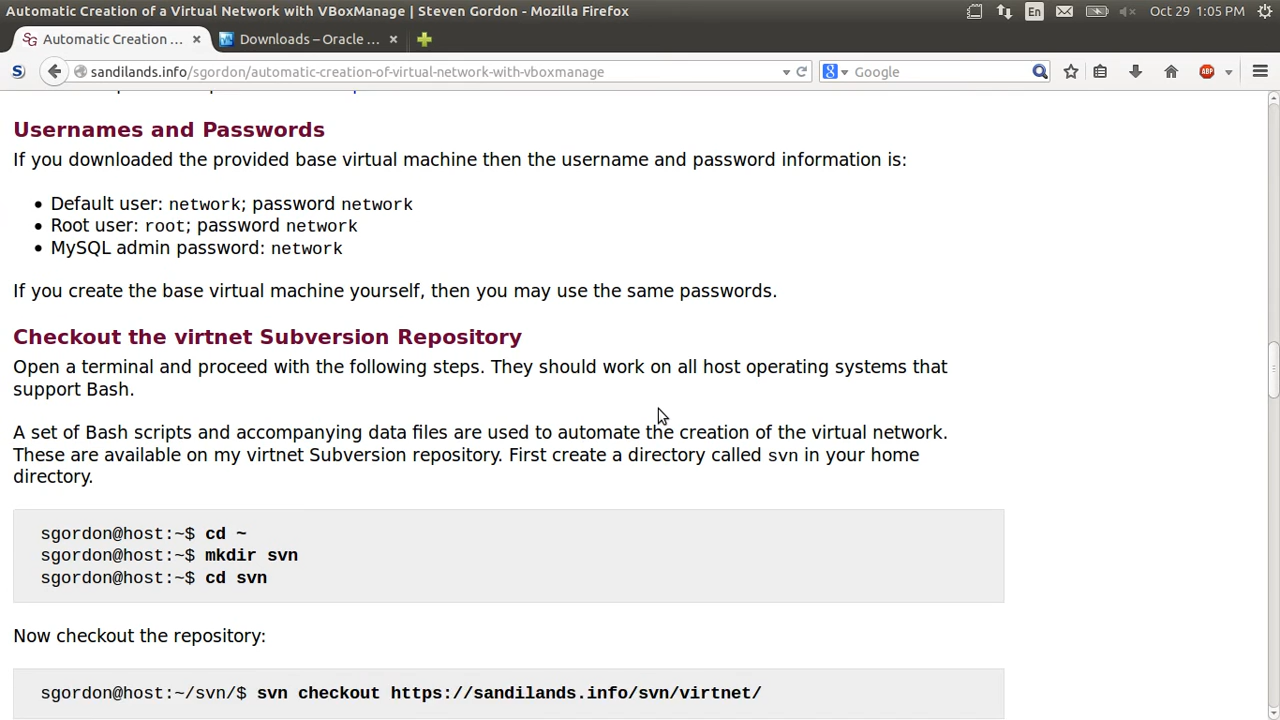 Automatic Creation of a Virtual Network with VBoxManage | Steven Gordon - Mozilla Firefox
En
Oct 29 1:05 PM
SG Automatic Creation ... ×
Downloads – Oracle ... ×
S
sandilands.info/sgordon/automatic-creation-of-virtual-network-with-vboxmanage
8 Google
ABP
Usernames and Passwords
If you downloaded the provided base virtual machine then the username and password information is:
• Default user: network; password network
• Root user: root; password network
• MySQL admin password: network
If you create the base virtual machine yourself, then you may use the same passwords.
Checkout the virtnet Subversion Repository
Open a terminal and proceed with the following steps. They should work on all host operating systems that
support Bash.
A set of Bash scripts and accompanying data files are used to automate the creation of the virtual network.
These are available on my virtnet Subversion repository. First create a directory called svn in your home
directory.
sgordon@host:~$ cd ~
sgordon@host:~$ mkdir svn
sgordon@host:~$ cd svn
Now checkout the repository:
sgordon@host:~/svn/$ svn checkout https://sandilands.info/svn/virtnet/